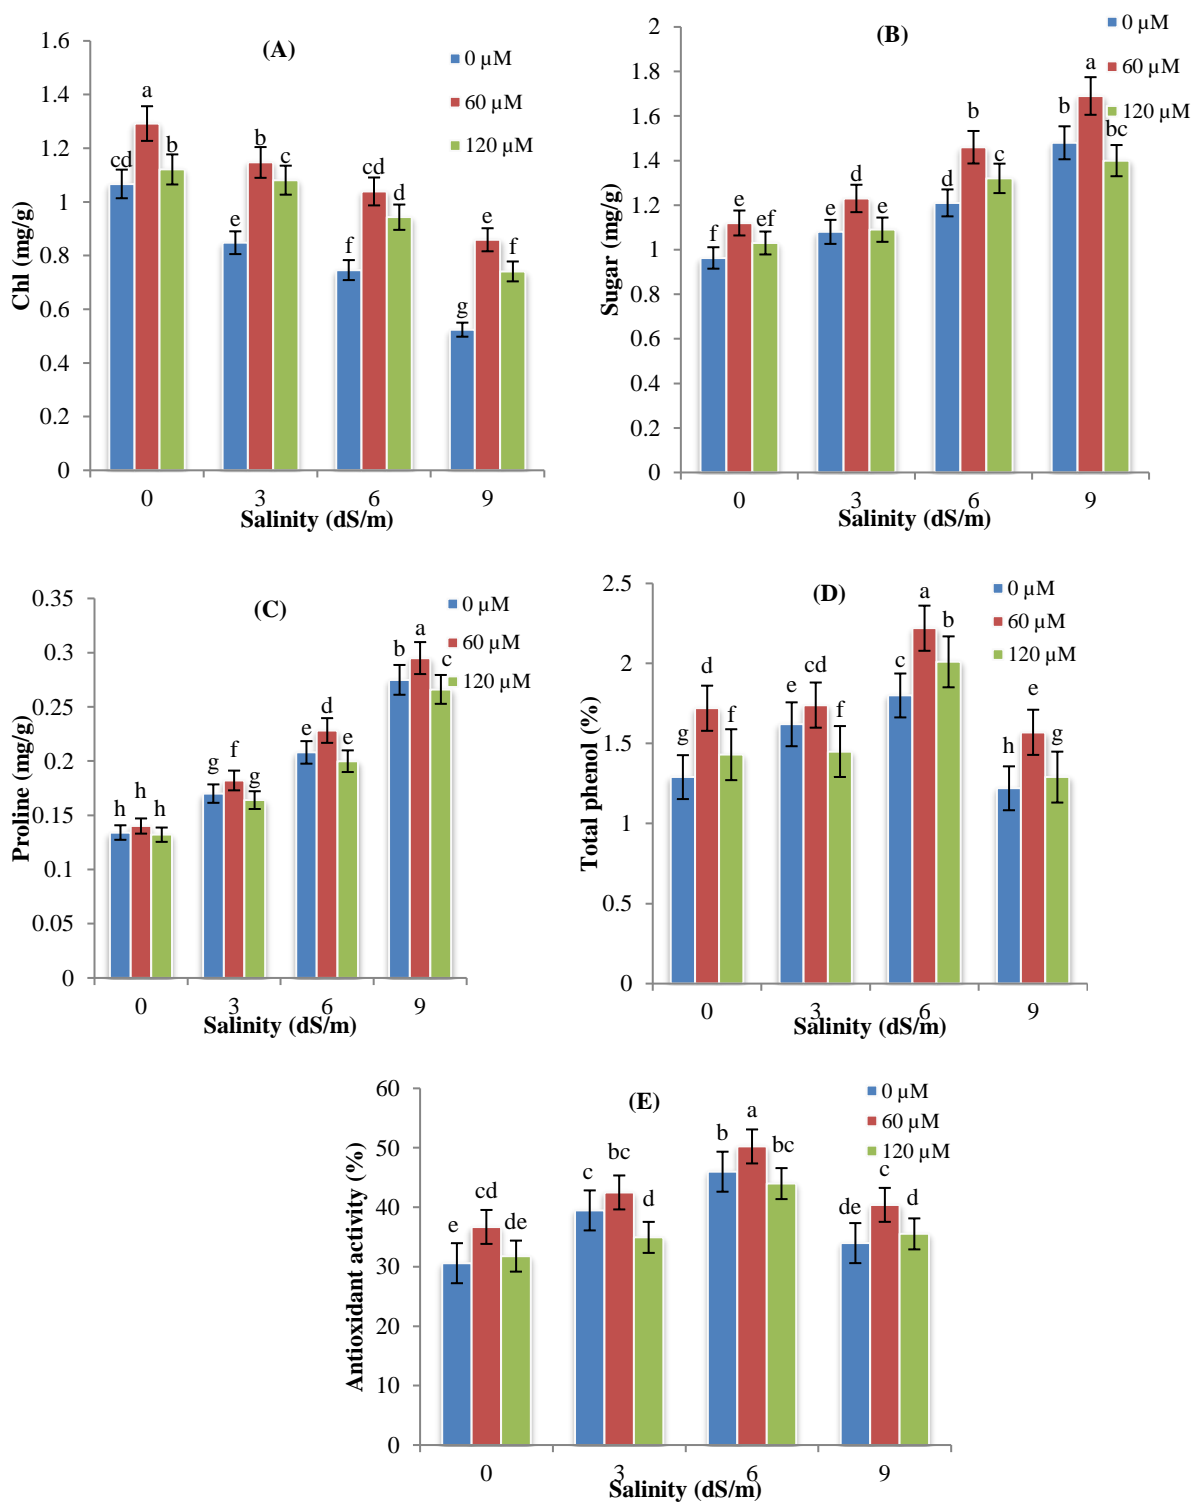 (A)
0 µM
60 µM
120 µM
Chl (mg/g)
1.6
1.4
1.2
1
0.8
0.6
0.4
0.2
0
cd a b
e b c
f cd d
g e f
0 3 6 9
Salinity (dS/m)
(B)
0 µM
60 µM
120 µM
Sugar (mg/g)
2
1.8
1.6
1.4
1.2
1
0.8
0.6
0.4
0.2
0
f e ef
e d e
d b c
b a bc
0 3 6 9
Salinity (dS/m)
(C)
0 µM
60 µM
120 µM
Proline (mg/g)
0.35
0.3
0.25
0.2
0.15
0.1
0.05
0
h h h
g f g
e d e
b a c
0 3 6 9
Salinity (dS/m)
(D)
0 µM
60 µM
120 µM
Total phenol (%)
2.5
2
1.5
1
0.5
0
g d f
e cd f
c a b
h e g
0 3 6 9
Salinity (dS/m)
(E)
0 µM
60 µM
120 µM
Antioxidant activity (%)
60
50
40
30
20
10
0
e cd de
c bc d
b a bc
de c d
0 3 6 9
Salinity (dS/m)